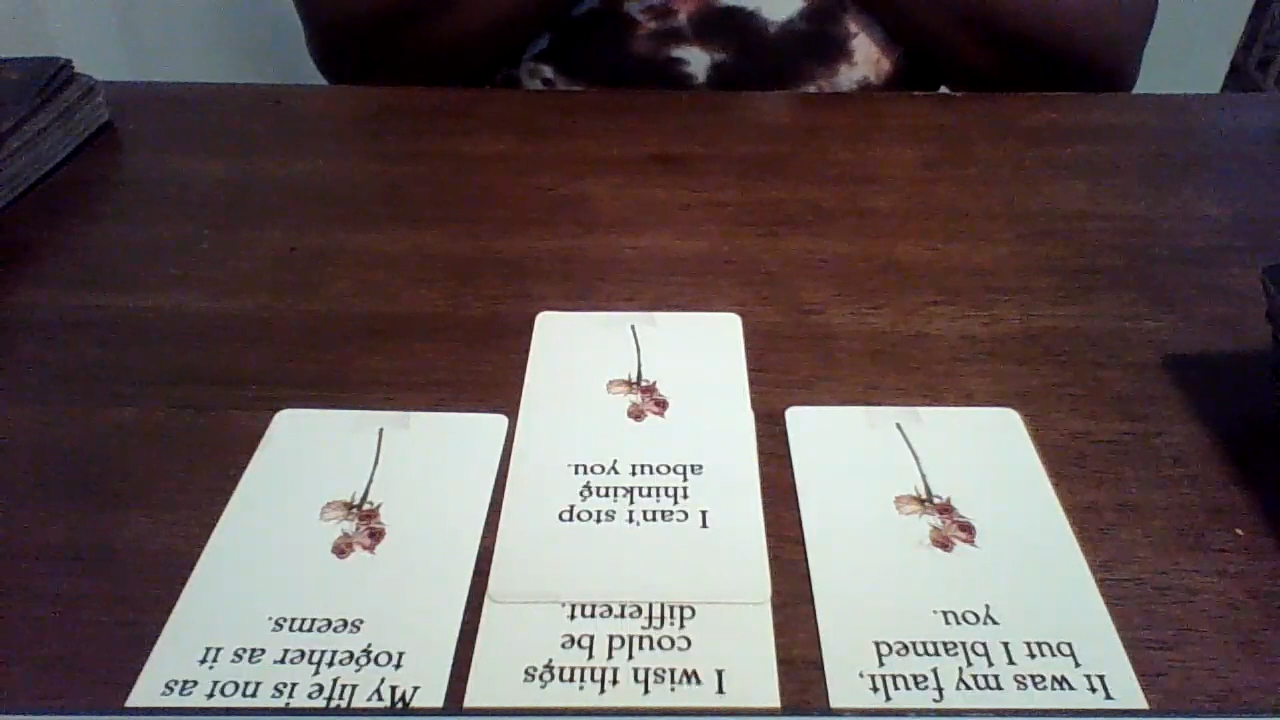 My life is not as
together as it
seems.
I can't stop
thinking
about you.
I wish things
could be
different.
It was my fault,
but I blamed
you.